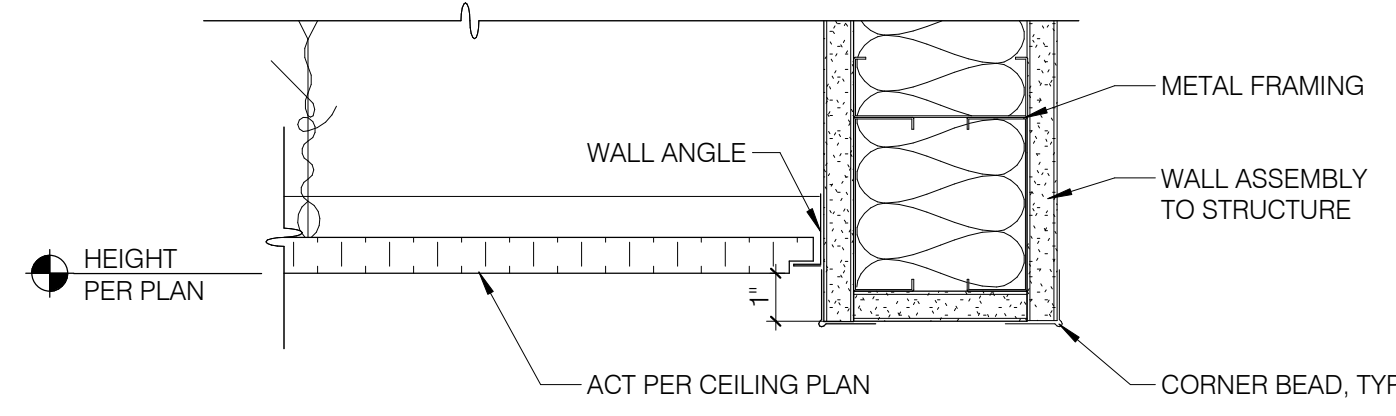 METAL FRAMING
WALL ANGLE
WALL ASSEMBLY
TO STRUCTURE
HEIGHT
PER PLAN
1"
ACT PER CEILING PLAN
CORNER BEAD, TYP